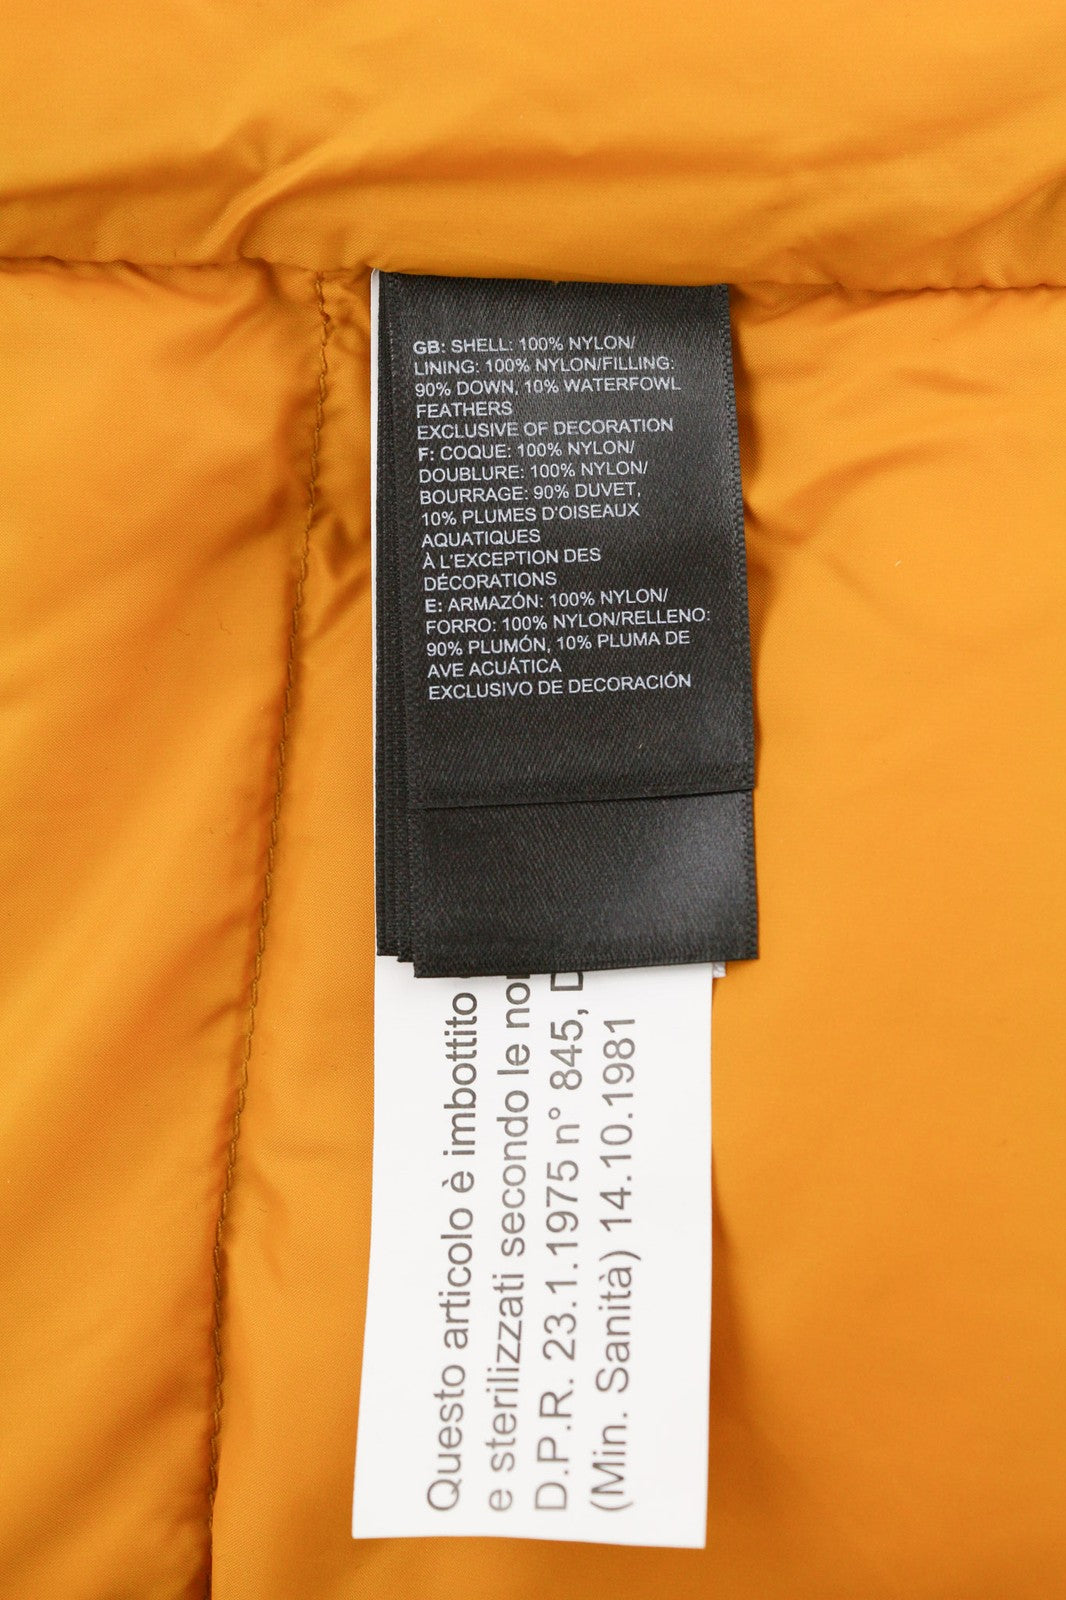 GB: SHELL: 100% NYLON/
LINING: 100% NYLON/FILLING:
90% DOWN, 10% WATERFOWL
FEATHERS
EXCLUSIVE OF DECORATION
F: COQUE: 100% NYLON/
DOUBLURE: 100% NYLON/
BOURRAGE: 90% DUVET,
10% PLUMES D'OISEAUX
AQUATIQUES
À L'EXCEPTION DES
DÉCORATIONS
E: ARMAZÓN: 100% NYLON/
FORRO: 100% NYLON/RELLENO:
90% PLUMÓN, 10% PLUMA DE
AVE ACUÁTICA
EXCLUSIVO DE DECORACIÓN
Questo articolo è imbottito
e sterilizzati secondo le
D.P.R. 23.1.1975 n° 845,
(Min. Sanità) 14.10.1981